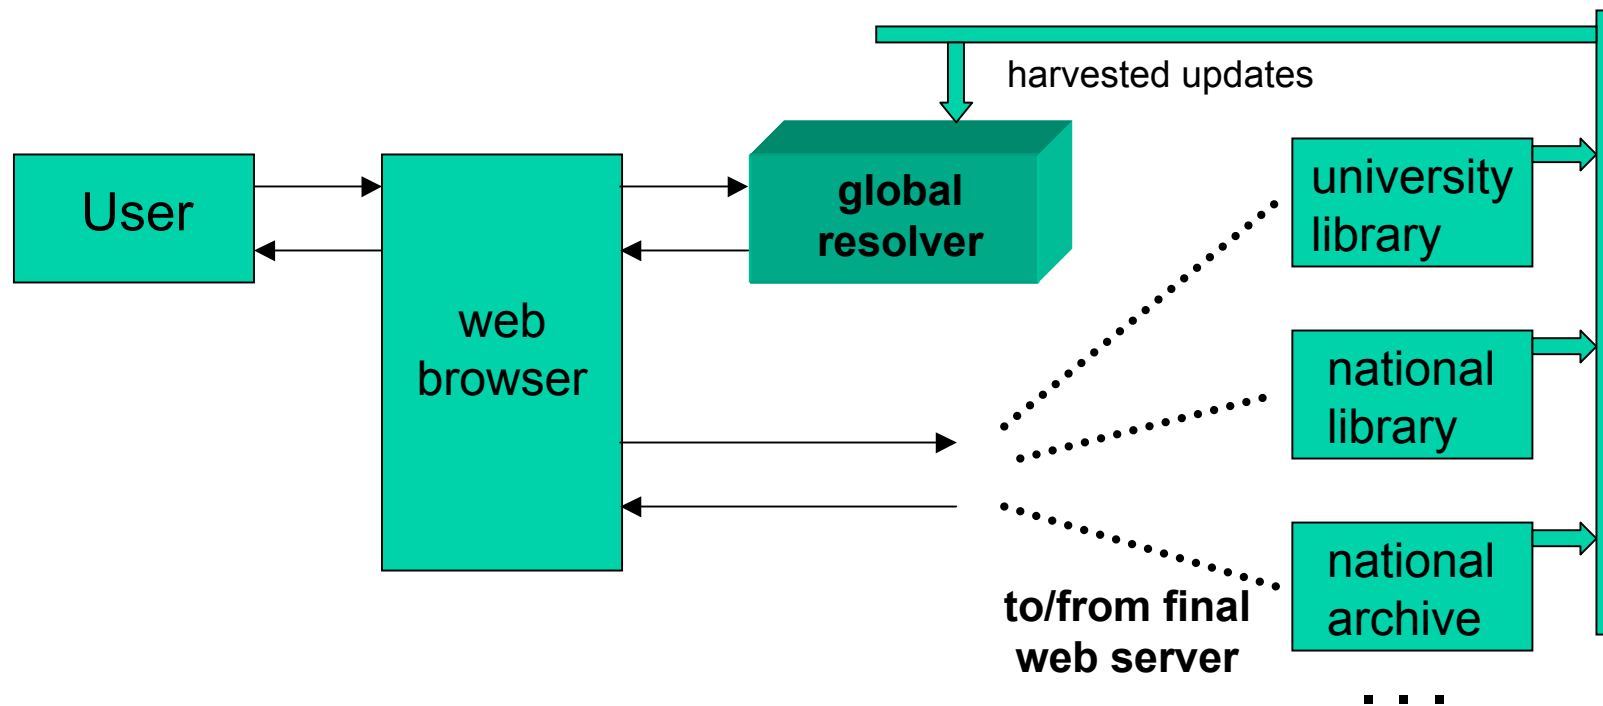 harvested updates
User
web
browser
global
resolver
university
library
national
library
national
archive
to/from final
web server
...